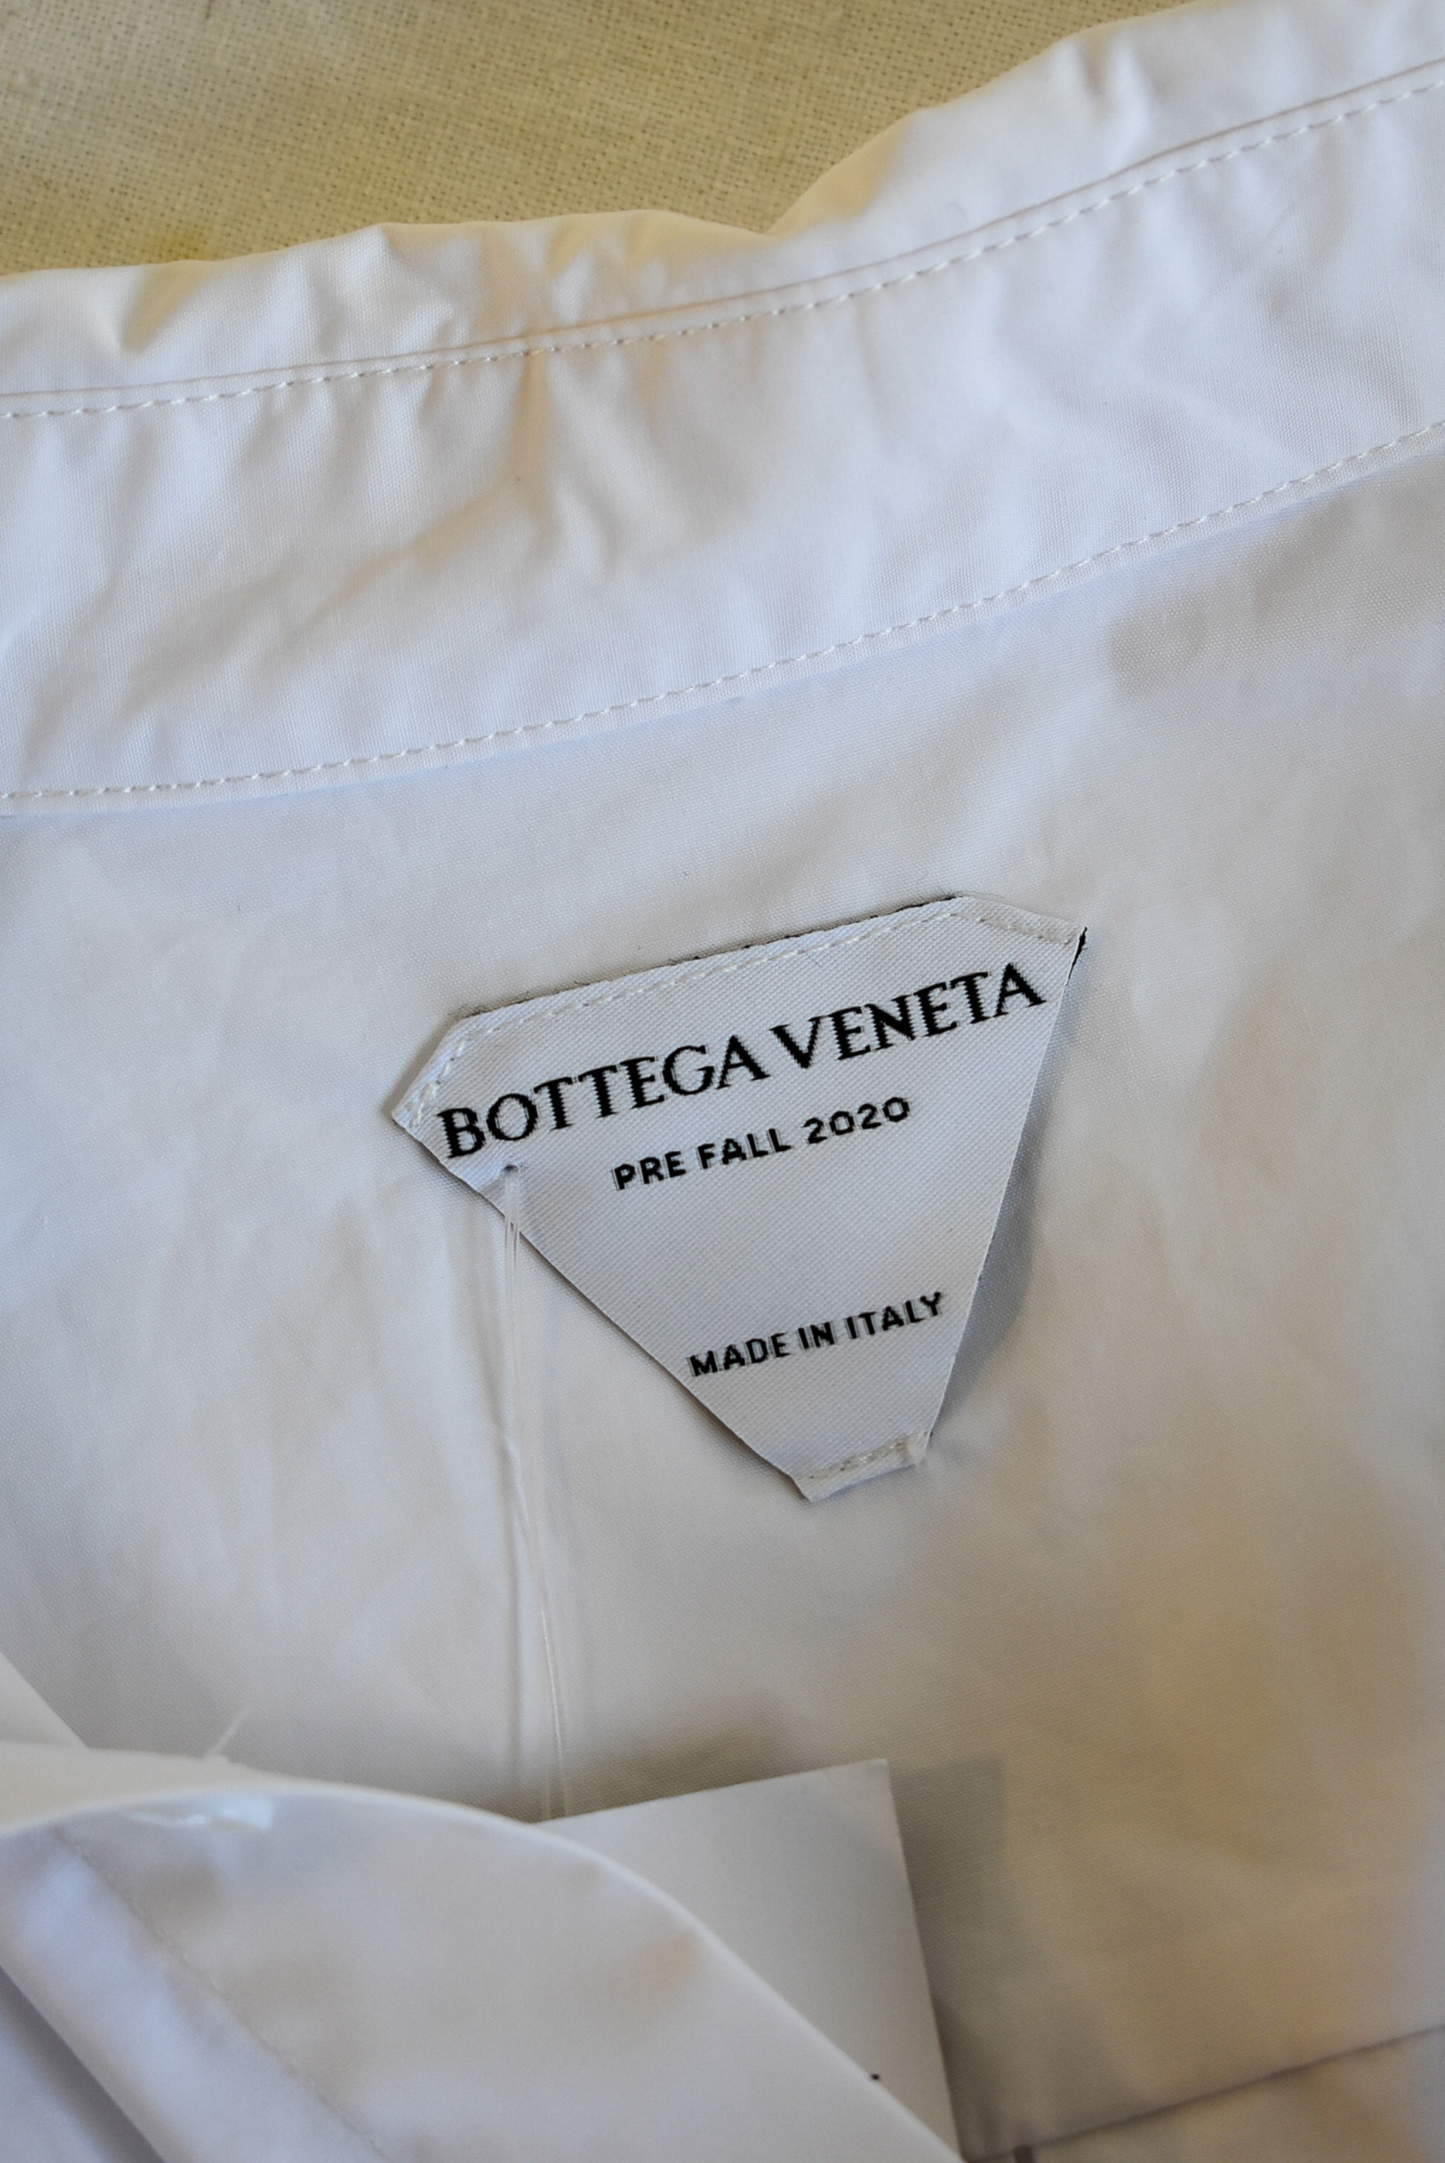 BOTTEGA VENETA
PRE FALL 2020
MADE IN ITALY